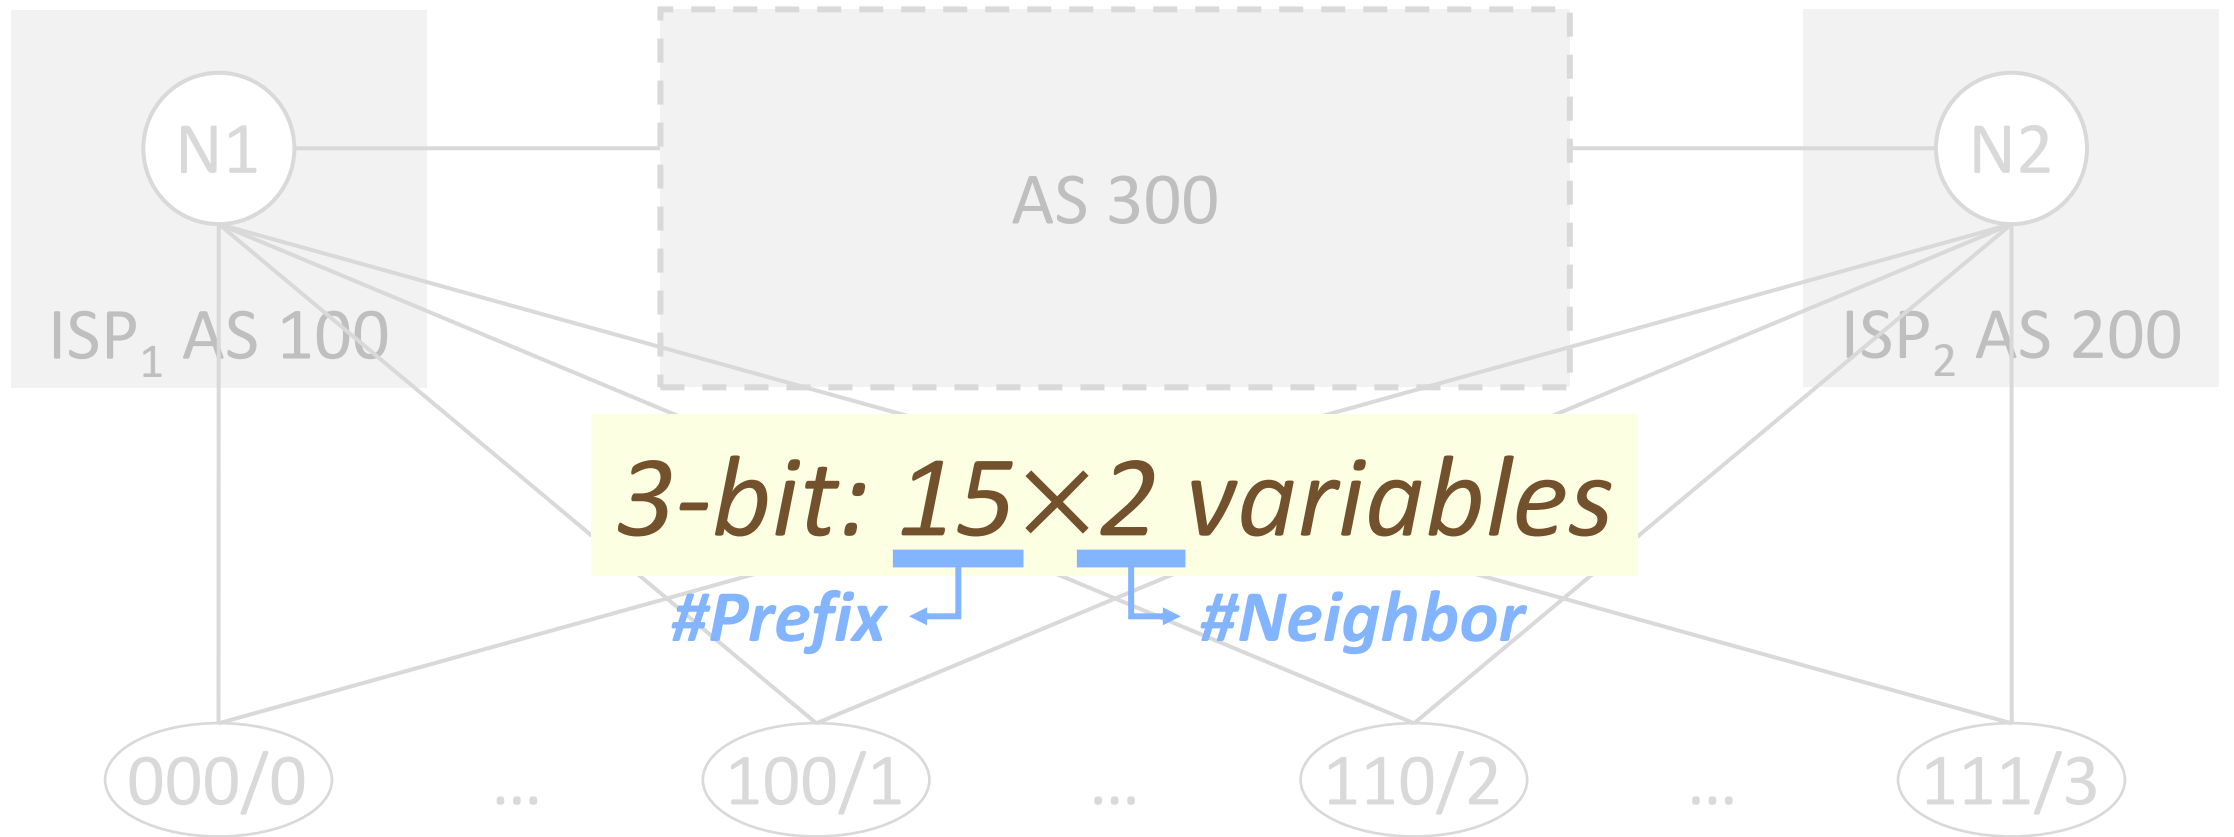 N1
N2
AS 300
ISP₁ AS 100
ISP₂ AS 200
3-bit: 15×2 variables
#Prefix
#Neighbor
000/0 ... 100/1 ... 110/2 ... 111/3